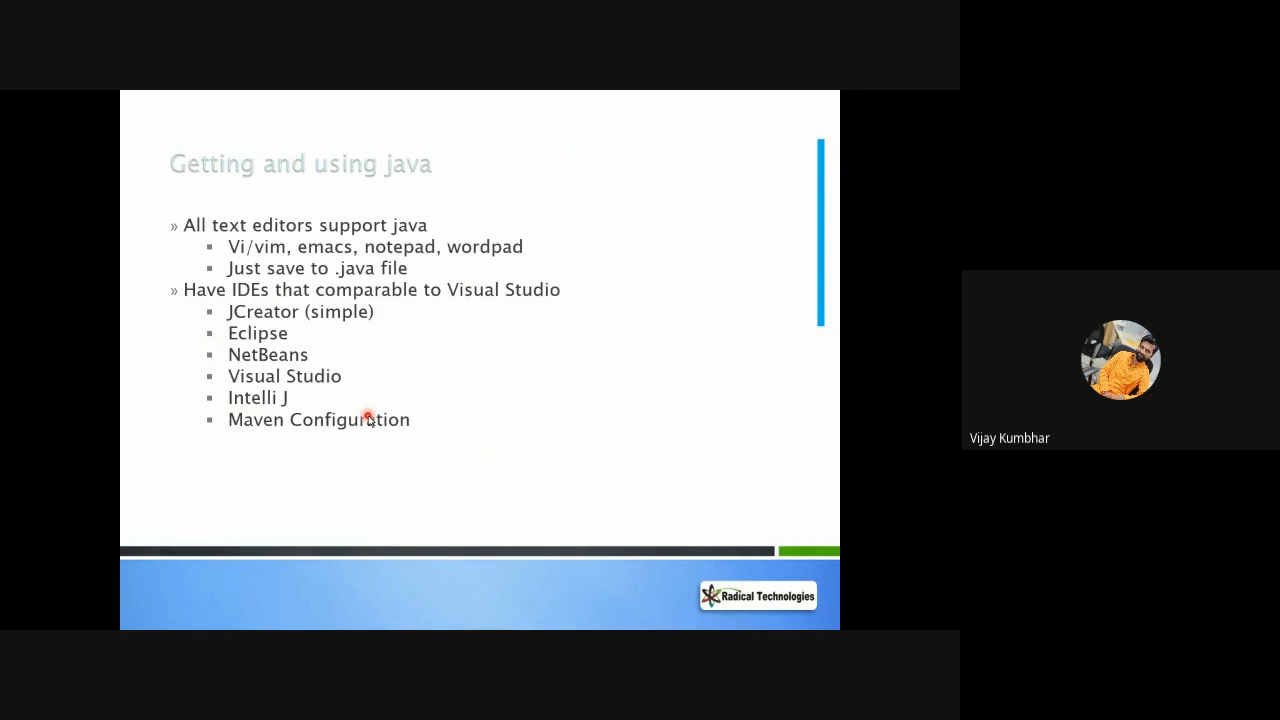 Getting and using java
» All text editors support java
▪ Vi/vim, emacs, notepad, wordpad
▪ Just save to .java file
» Have IDEs that comparable to Visual Studio
▪ JCreator (simple)
▪ Eclipse
▪ NetBeans
▪ Visual Studio
▪ Intelli J
▪ Maven Configuration
Radical Technologies
Vijay Kumbhar